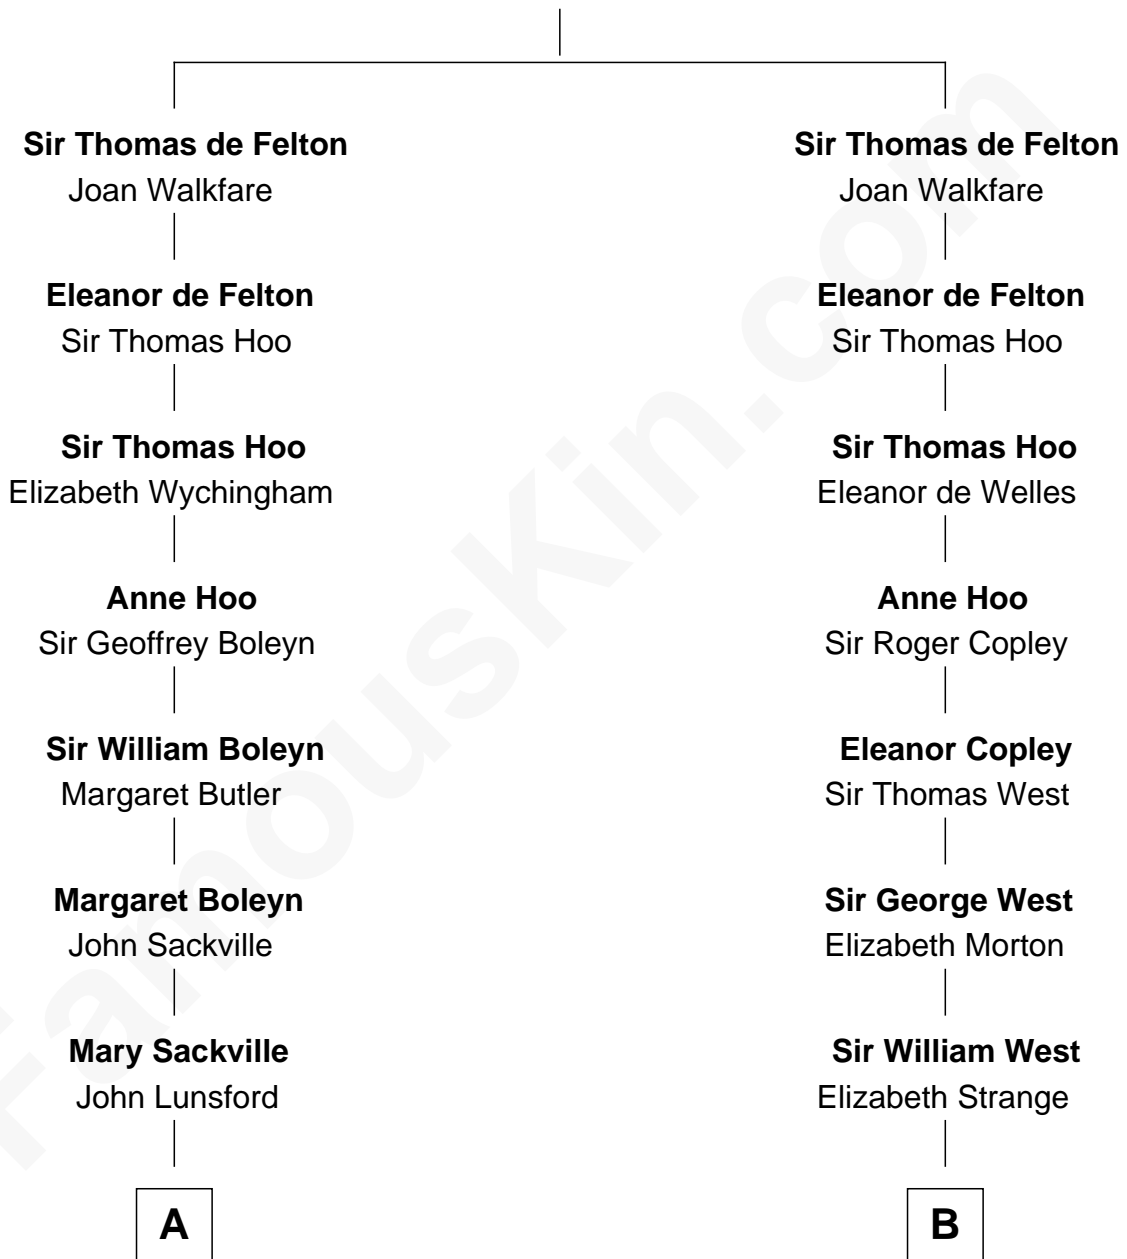 Sir Thomas de Felton
Joan Walkfare
Eleanor de Felton
Sir Thomas Hoo
Sir Thomas Hoo
Elizabeth Wychingham
Anne Hoo
Sir Geoffrey Boleyn
Sir William Boleyn
Margaret Butler
Margaret Boleyn
John Sackville
Mary Sackville
John Lunsford
A
Sir Thomas de Felton
Joan Walkfare
Eleanor de Felton
Sir Thomas Hoo
Sir Thomas Hoo
Eleanor de Welles
Anne Hoo
Sir Roger Copley
Eleanor Copley
Sir Thomas West
Sir George West
Elizabeth Morton
Sir William West
Elizabeth Strange
B
FamousKin.com